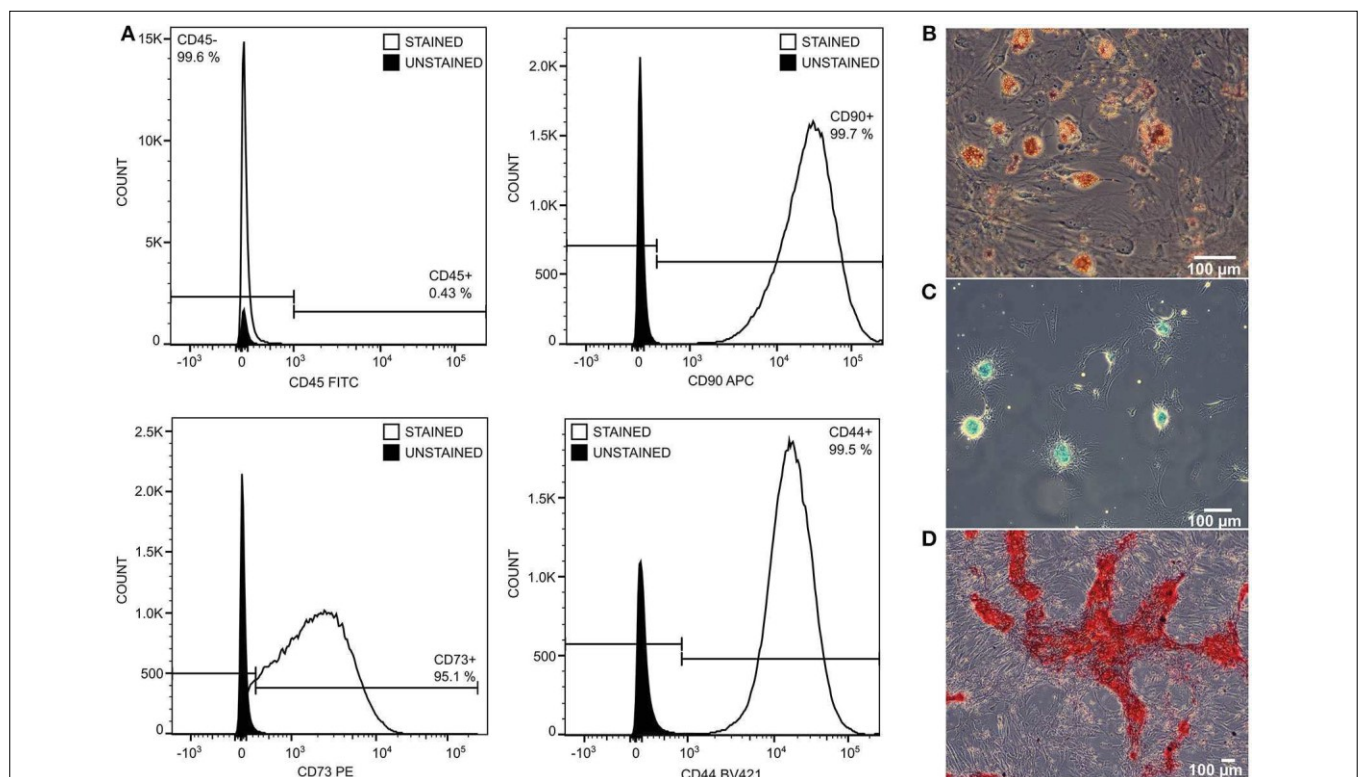 A
CD45-
99.6 %
STAINED
UNSTAINED
15K
10K
5K
0
COUNT
CD45+
0.43 %
-10³ 0 10³ 10⁴ 10⁵
CD45 FITC
STAINED
UNSTAINED
2.0K
1.5K
1.0K
500
0
COUNT
CD90+
99.7 %
-10³ 0 10³ 10⁴ 10⁵
CD90 APC
STAINED
UNSTAINED
2.5K
2.0K
1.5K
1.0K
500
0
COUNT
CD73+
95.1 %
-10³ 0 10³ 10⁴ 10⁵
CD73 PE
STAINED
UNSTAINED
CD44+
99.5 %
1.5K
1.0K
500
0
COUNT
-10³ 0 10³ 10⁴ 10⁵
CD44 BV421
B
100 µm
C
100 µm
D
100 µm